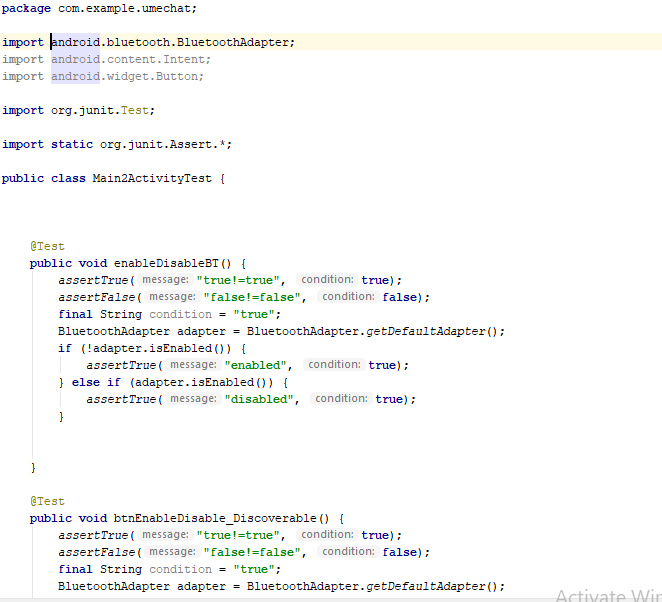 package com.example.umechat;
import android.bluetooth.BluetoothAdapter;
import android.content.Intent;
import android.widget.Button;
import org.junit.Test;
import static org.junit.Assert.*;
public class Main2ActivityTest {
@Test
public void enableDisableBT() {
assertTrue( message: "true!=true", condition: true);
assertFalse( message: "false!=false", condition: false);
final String condition = "true";
BluetoothAdapter adapter = BluetoothAdapter.getDefaultAdapter();
if (!adapter.isEnabled()) {
assertTrue( message: "enabled", condition: true);
} else if (adapter.isEnabled()) {
assertTrue( message: "disabled", condition: true);
}
}
@Test
public void btnEnableDisable_Discoverable() {
assertTrue( message: "true!=true", condition: true);
assertFalse( message: "false!=false", condition: false);
final String condition = "true";
BluetoothAdapter adapter = BluetoothAdapter.getDefaultAdapter();
Activate Win